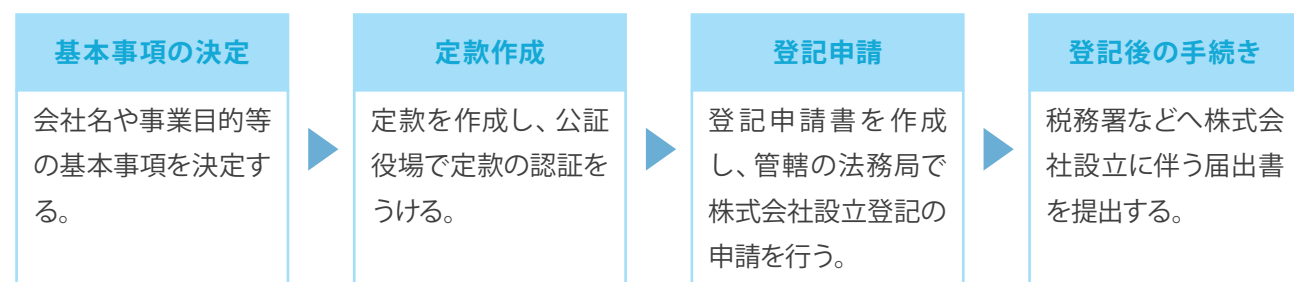 基本事項の決定
会社名や事業目的等
の基本事項を決定す
る。
定款作成
定款を作成し、公証
役場で定款の認証を
うける。
登記申請
登記申請書を作成
し、管轄の法務局で
株式会社設立登記の
申請を行う。
登記後の手続き
税務署などへ株式会
社設立に伴う届出書
を提出する。